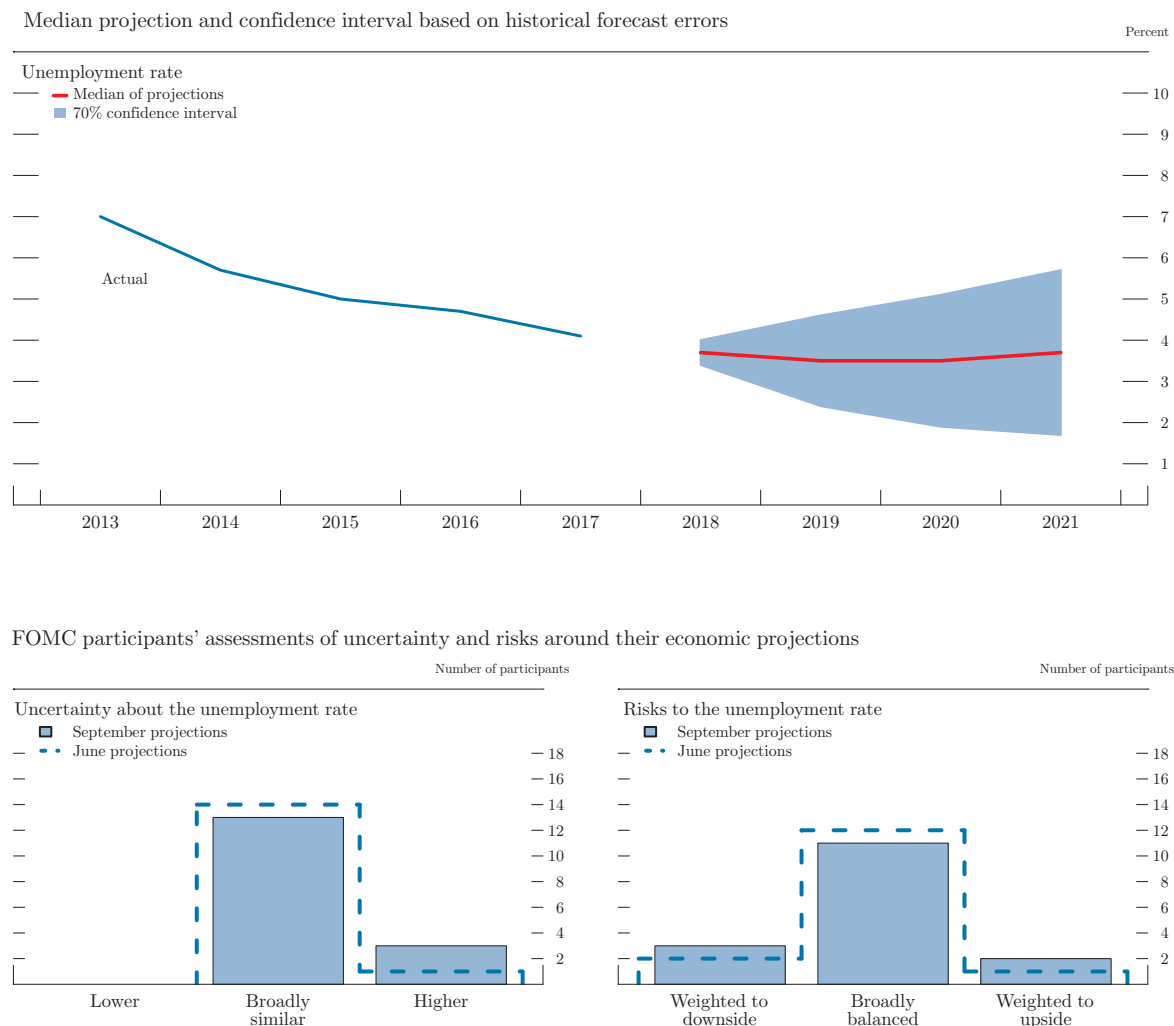 Median projection and confidence interval based on historical forecast errors
Percent
Unemployment rate
Median of projections
70% confidence interval
10
9
8
7
6
5
4
3
2
1
Actual
2013 2014 2015 2016 2017 2018 2019 2020 2021
FOMC participants’ assessments of uncertainty and risks around their economic projections
Number of participants
Uncertainty about the unemployment rate
September projections
June projections
18
16
14
12
10
8
6
4
2
Lower Broadly similar Higher
Number of participants
Risks to the unemployment rate
September projections
June projections
18
16
14
12
10
8
6
4
2
Weighted to downside Broadly balanced Weighted to upside